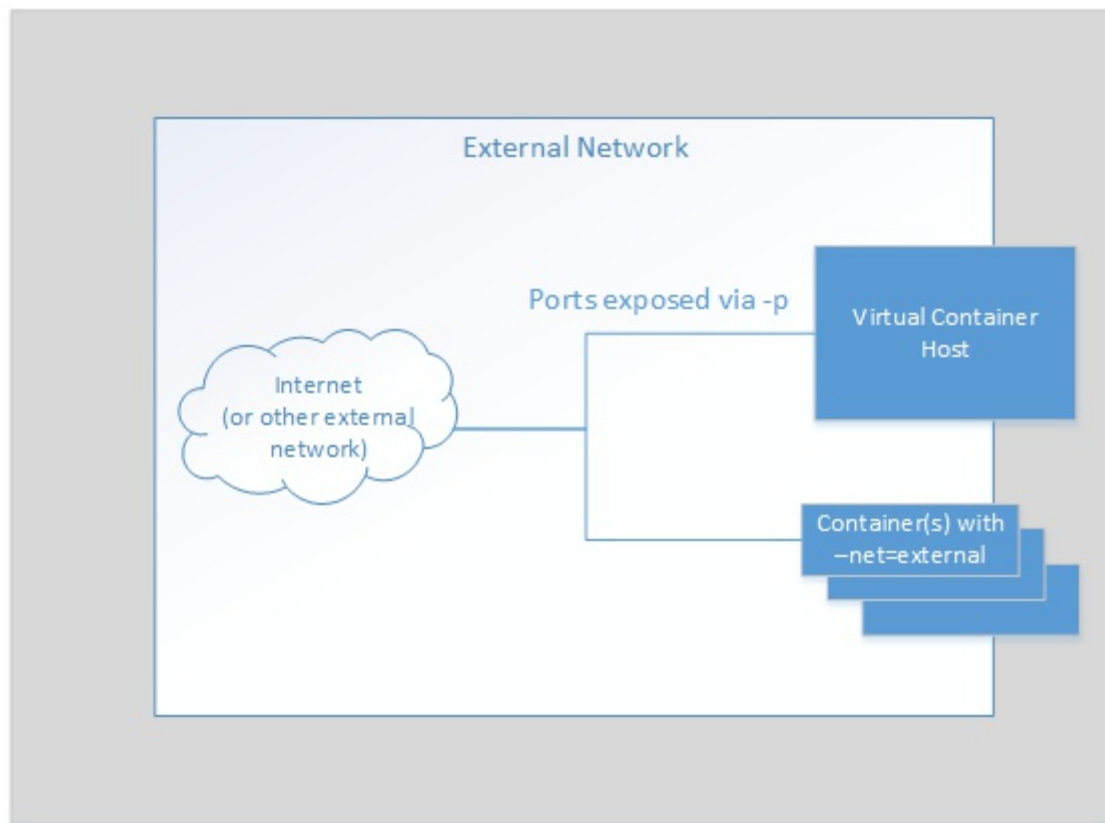 External Network
Ports exposed via -p
Virtual Container
Host
Internet
(or other external
network)
Container(s) with
–net=external